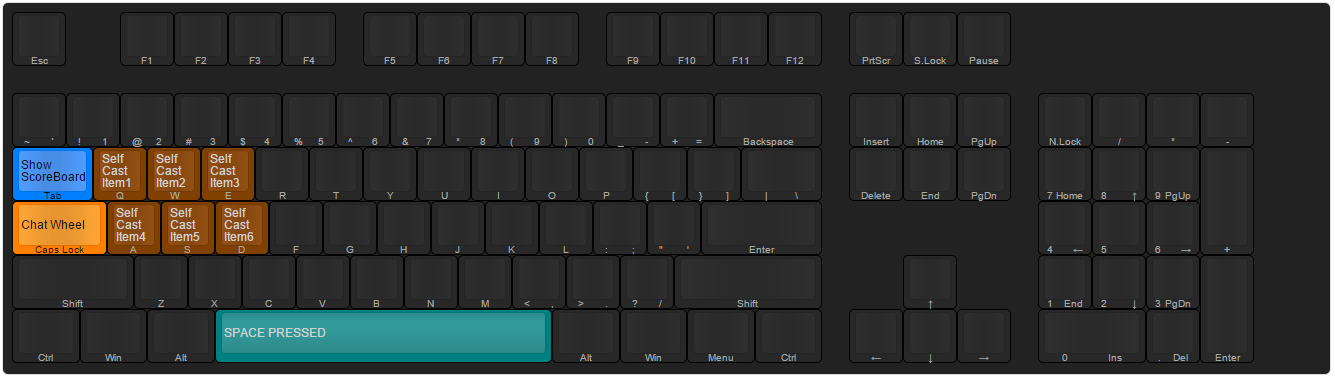 Esc F1 F2 F3 F4 F5 F6 F7 F8 F9 F10 F11 F12 PrtScr S.Lock Pause
~ ` ! 1 @ 2 # 3 $ 4 % 5 ^ 6 & 7 * 8 ( 9 ) 0 _ - + = Backspace Insert Home PgUp N.Lock / * -
Show
ScoreBoard
Tab
Self
Cast
Item1
Q
Self
Cast
Item2
W
Self
Cast
Item3
E
R T Y U I O P { [ } ] | \ Delete End PgDn 7 Home 8 ↑ 9 PgUp
Chat Wheel
Caps Lock
Self
Cast
Item4
A
Self
Cast
Item5
S
Self
Cast
Item6
D
F G H J K L : ; " ' Enter 4 ← 5 6 → +
Shift Z X C V B N M < , > . ? / Shift ↑ 1 End 2 ↓ 3 PgDn
SPACE PRESSED
Ctrl Win Alt Alt Win Menu Ctrl ← ↓ → 0 Ins . Del Enter